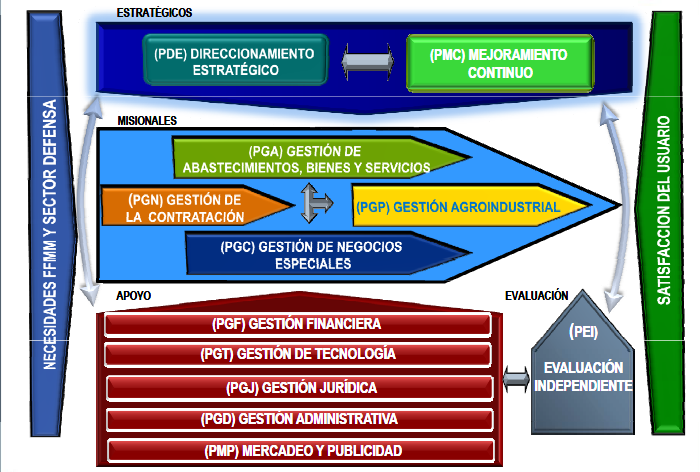 ESTRATÉGICOS
(PDE) DIRECCIONAMIENTO
ESTRATÉGICO
(PMC) MEJORAMIENTO
CONTINUO
NECESIDADES FFMM Y SECTOR DEFENSA
MISIONALES
(PGA) GESTIÓN DE
ABASTECIMIENTOS, BIENES Y SERVICIOS
(PGN) GESTIÓN DE
LA CONTRATACIÓN
(PGP) GESTIÓN AGROINDUSTRIAL
(PGC) GESTIÓN DE NEGOCIOS
ESPECIALES
SATISFACCION DEL USUARIO
APOYO
(PGF) GESTIÓN FINANCIERA
(PGT) GESTIÓN DE TECNOLOGÍA
(PGJ) GESTIÓN JURÍDICA
(PGD) GESTIÓN ADMINISTRATIVA
(PMP) MERCADEO Y PUBLICIDAD
EVALUACIÓN
(PEI)
EVALUACIÓN
INDEPENDIENTE